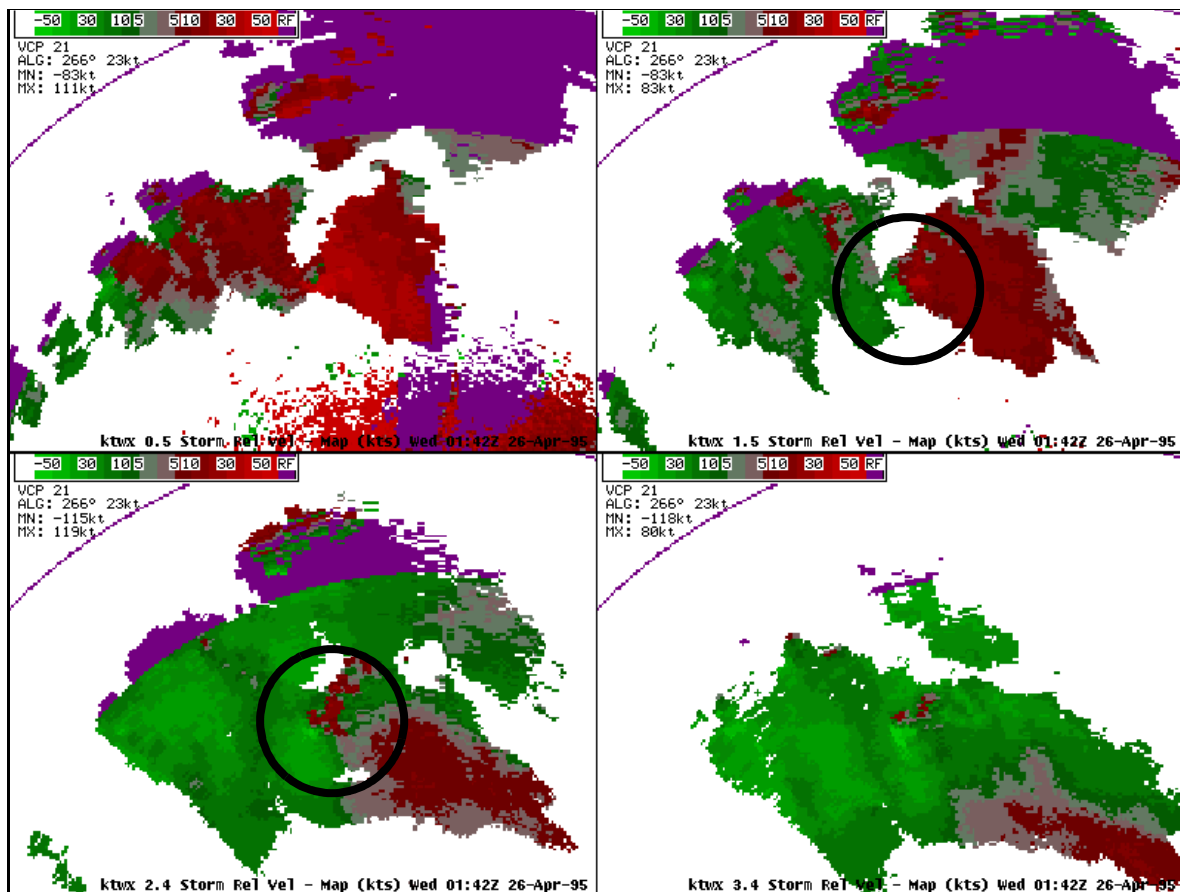 -50 30 10 5 5 10 30 50 RF
VCP 21
ALG: 266° 23kt
MN: -83kt
MX: 111kt
ktwx 0.5 Storm Rel Vel - Map (kts) Wed 01:42Z 26-Apr-95
-50 30 10 5 5 10 30 50 RF
VCP 21
ALG: 266° 23kt
MN: -83kt
MX: 83kt
ktwx 1.5 Storm Rel Vel - Map (kts) Wed 01:42Z 26-Apr-95
-50 30 10 5 5 10 30 50 RF
VCP 21
ALG: 266° 23kt
MN: -115kt
MX: 119kt
ktwx 2.4 Storm Rel Vel - Map (kts) Wed 01:42Z 26-Apr-95
-50 30 10 5 5 10 30 50 RF
VCP 21
ALG: 266° 23kt
MN: -118kt
MX: 80kt
ktwx 3.4 Storm Rel Vel - Map (kts) Wed 01:42Z 26-Apr-95